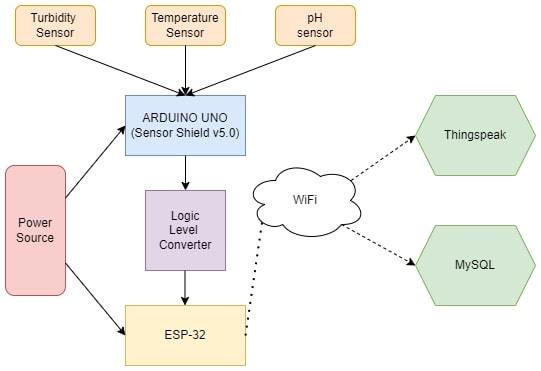 Turbidity
Sensor
Temperature
Sensor
pH
sensor
ARDUINO UNO
(Sensor Shield v5.0)
Thingspeak
Power
Source
Logic
Level
Converter
WiFi
MySQL
ESP-32